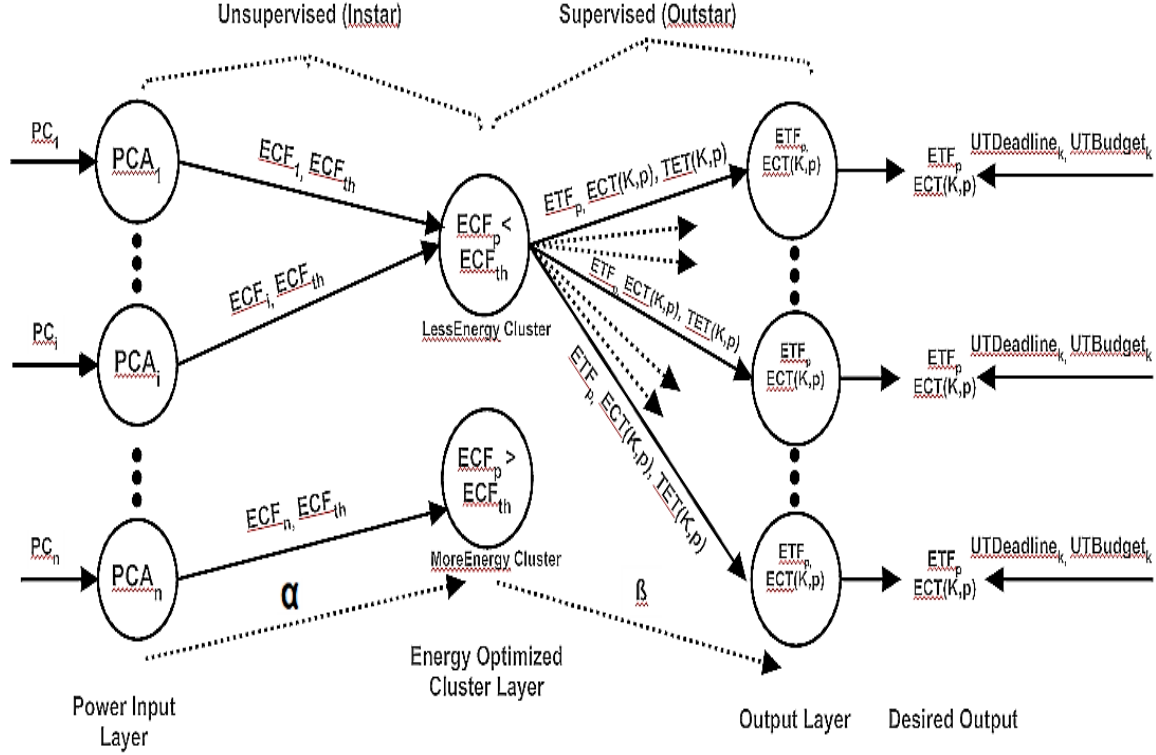 Unsupervised (Instar)
Supervised (Outstar)
PC1
PCA1
ECF1, ECFth
ECFp <
ECFth
LessEnergy Cluster
ETFp, ECT(K,p), TET(K,p)
ETFp,
ECT(K,p)
ETFp
ECT(K,p)
UTDeadlinek, UTBudgetk
PCi
PCAi
ECFi, ECFth
ETFp, ECT(K,p), TET(K,p)
ETFp
ECT(K,p)
ETFp
ECT(K,p)
UTDeadlinek, UTBudgetk
ETFp, ECT(K,p), TET(K,p)
PCn
PCAn
ECFn, ECFth
ECFp >
ECFth
MoreEnergy Cluster
ETFp,
ECT(K,p)
ETFp
ECT(K,p)
UTDeadlinek, UTBudgetk
α
ß
Power Input
Layer
Energy Optimized
Cluster Layer
Output Layer
Desired Output